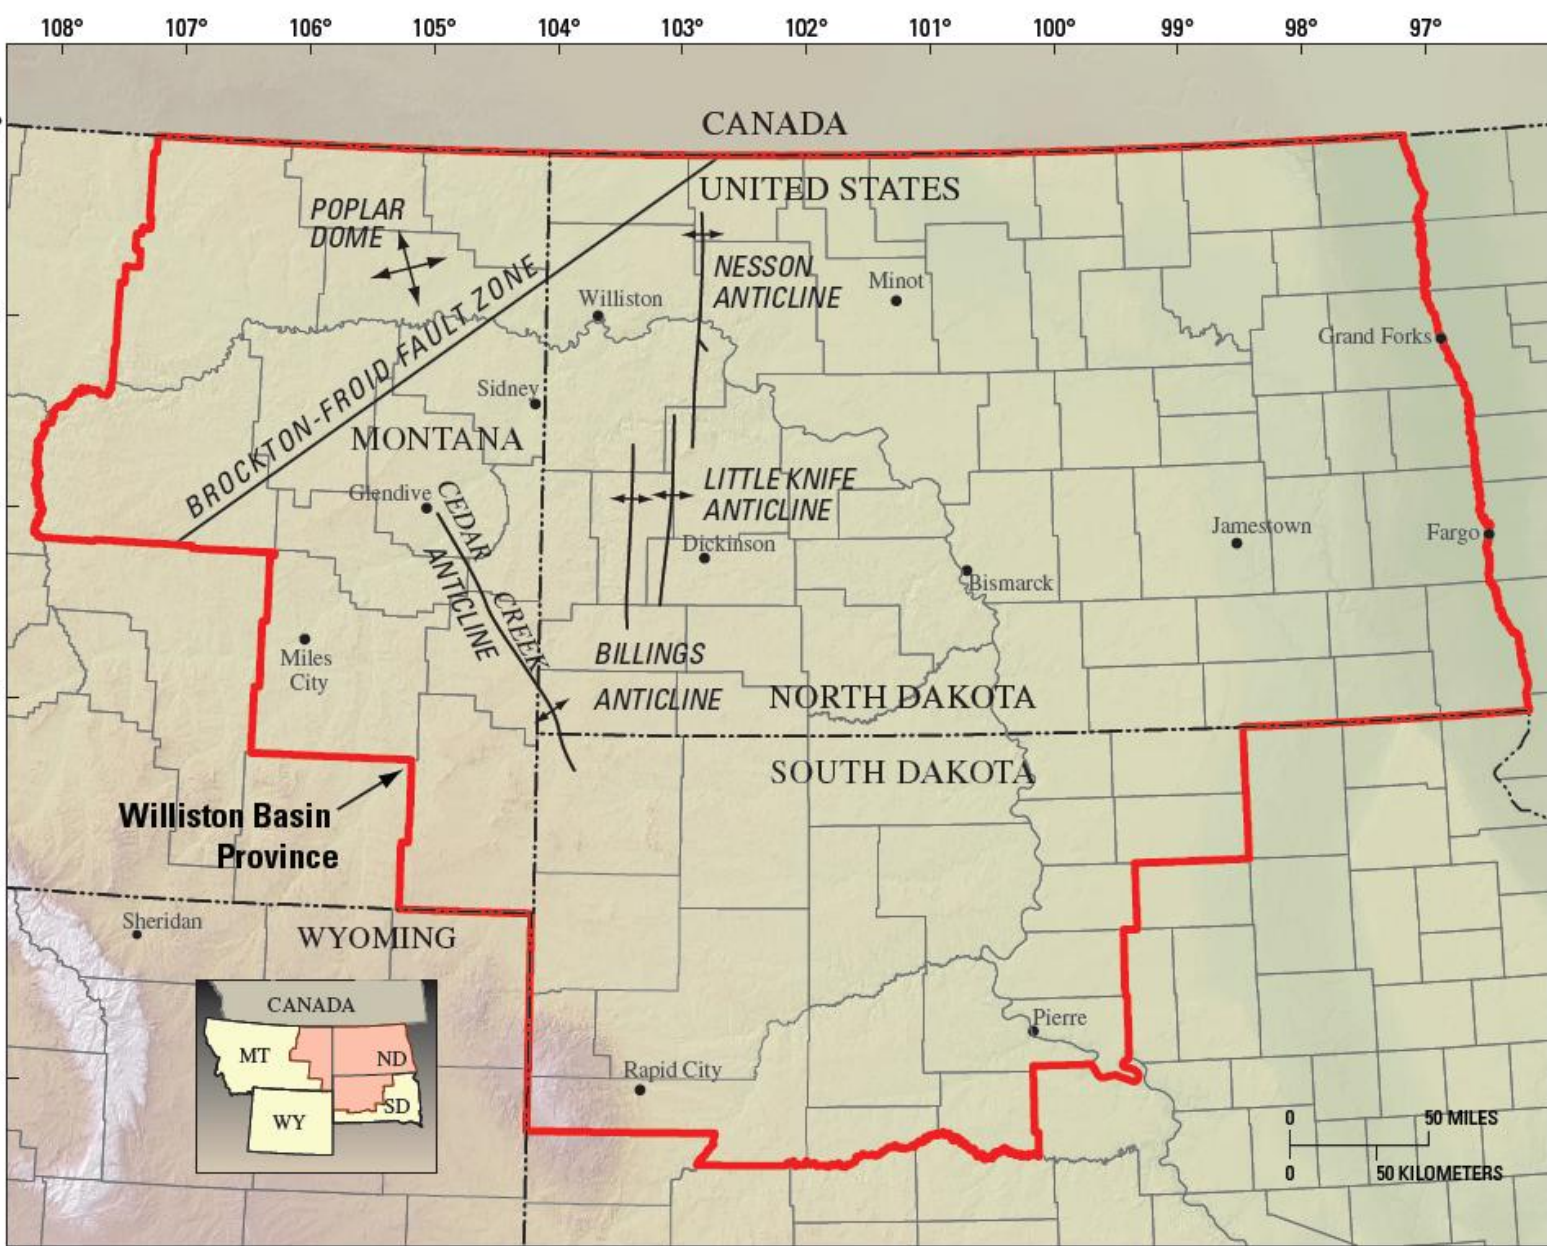 108° 107° 106° 105° 104° 103° 102° 101° 100° 99° 98° 97°
CANADA
UNITED STATES
POPLAR
DOME
BROCKTON-FROID FAULT ZONE
NESSON
ANTICLINE
Minot
Williston
Grand Forks
Sidney
MONTANA
Glendive
CEDAR
CREEK
ANTICLINE
LITTLE KNIFE
ANTICLINE
Dickinson
Jamestown
Fargo
Bismarck
Miles
City
BILLINGS
ANTICLINE
NORTH DAKOTA
SOUTH DAKOTA
Williston Basin
Province
Sheridan
WYOMING
CANADA
MT
ND
WY
SD
Rapid City
Pierre
0 50 MILES
0 50 KILOMETERS